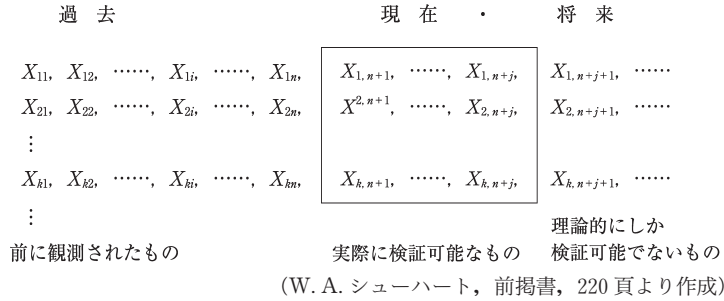 過 去 現 在 ・ 将 来
X₁₁, X₁₂, ……, X₁ᵢ, ……, X₁ₙ, X₁,ₙ₊₁, ……, X₁,ₙ₊ⱼ, X₁,ₙ₊ⱼ₊₁, ……
X₂₁, X₂₂, ……, X₂ᵢ, ……, X₂ₙ, X²,ⁿ⁺¹, ……, X₂,ₙ₊ⱼ, X₂,ₙ₊ⱼ₊₁, ……
⋮
Xₖ₁, Xₖ₂, ……, Xₖᵢ, ……, Xₖₙ, Xₖ,ₙ₊₁, ……, Xₖ,ₙ₊ⱼ, Xₖ,ₙ₊ⱼ₊₁, ……
⋮
前に観測されたもの 実際に検証可能なもの 理論的にしか
検証可能でないもの
(W. A. シューハート, 前掲書, 220 頁より作成)